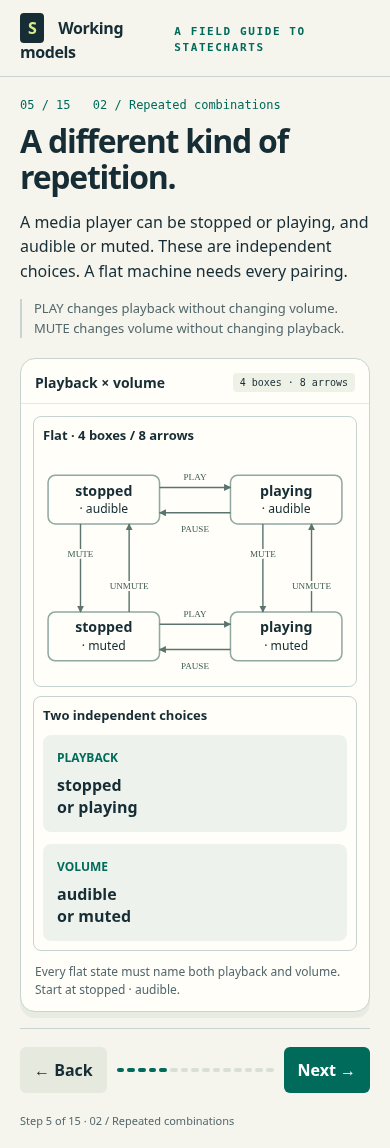 S Working models
A FIELD GUIDE TO
STATECHARTS
05 / 15 02 / Repeated combinations
A different kind of
repetition.
A media player can be stopped or playing, and
audible or muted. These are independent
choices. A flat machine needs every pairing.
PLAY changes playback without changing volume.
MUTE changes volume without changing playback.
Playback × volume
4 boxes · 8 arrows
Flat · 4 boxes / 8 arrows
stopped
· audible
PLAY
PAUSE
playing
· audible
MUTE
UNMUTE
MUTE
UNMUTE
stopped
· muted
PLAY
PAUSE
playing
· muted
Two independent choices
PLAYBACK
stopped
or playing
VOLUME
audible
or muted
Every flat state must name both playback and volume.
Start at stopped · audible.
← Back
Next →
Step 5 of 15 · 02 / Repeated combinations